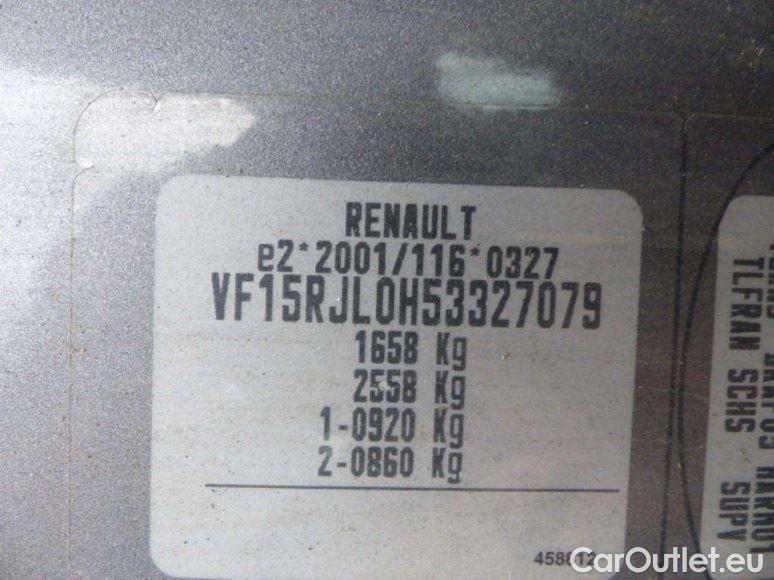 RENAULT
e2*2001/116*0327
VF15RJL0H53327079
1658 Kg
2558 Kg
1-0920 Kg
2-0860 Kg
TLFRAN SCHS
SUPV
CarOutlet.eu